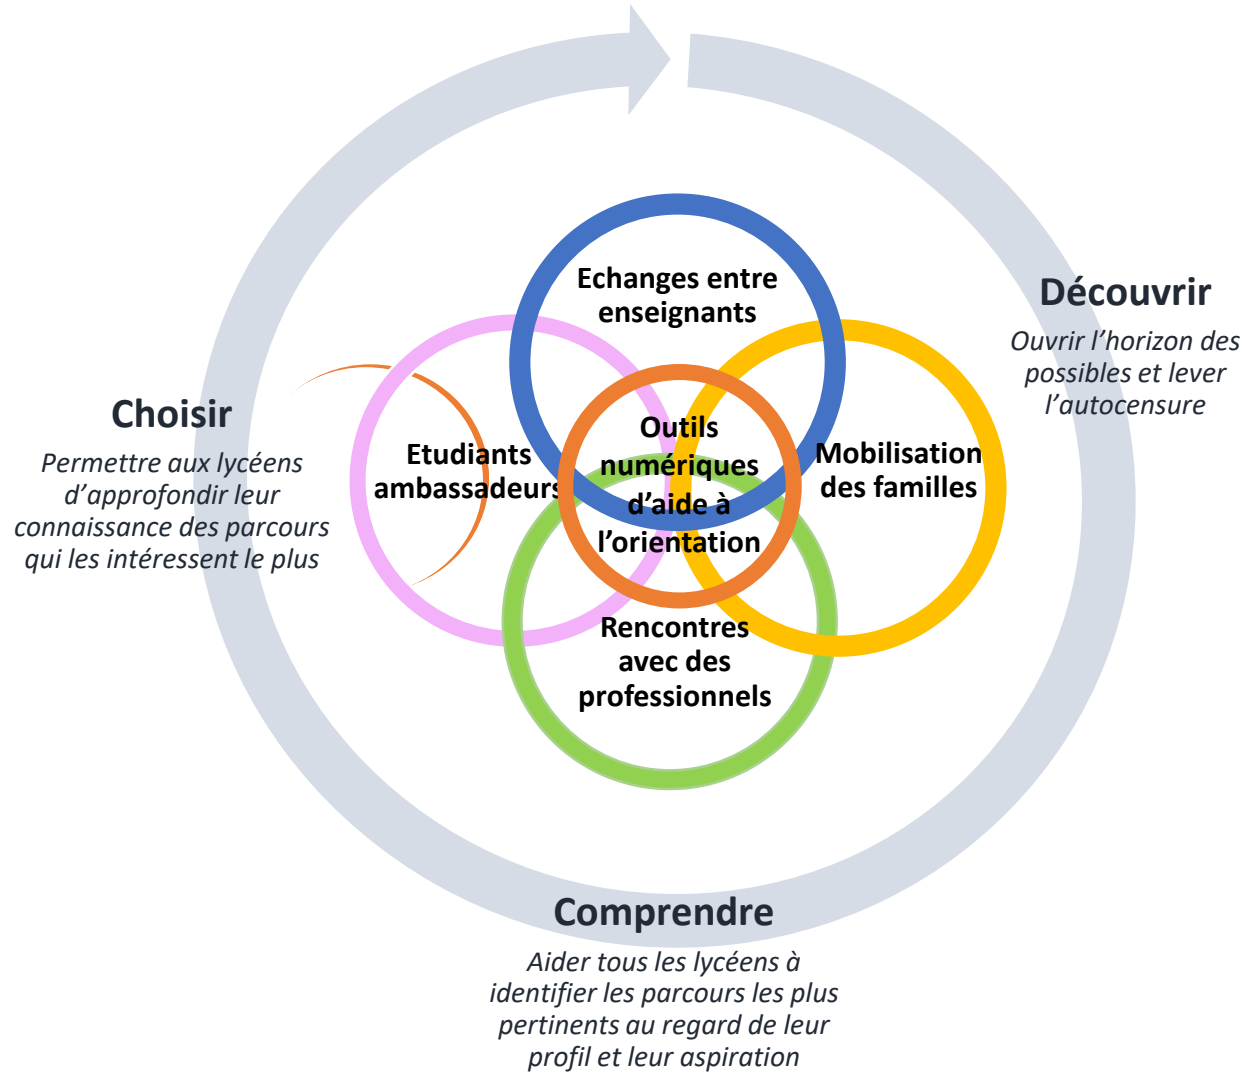 Echanges entre
enseignants
Découvrir
Ouvrir l’horizon des
possibles et lever
l’autocensure
Choisir
Permettre aux lycéens
d’approfondir leur
connaissance des parcours
qui les intéressent le plus
Etudiants
ambassadeurs
Outils
numériques
d’aide à
l’orientation
Mobilisation
des familles
Rencontres
avec des
professionnels
Comprendre
Aider tous les lycéens à
identifier les parcours les plus
pertinents au regard de leur
profil et leur aspiration